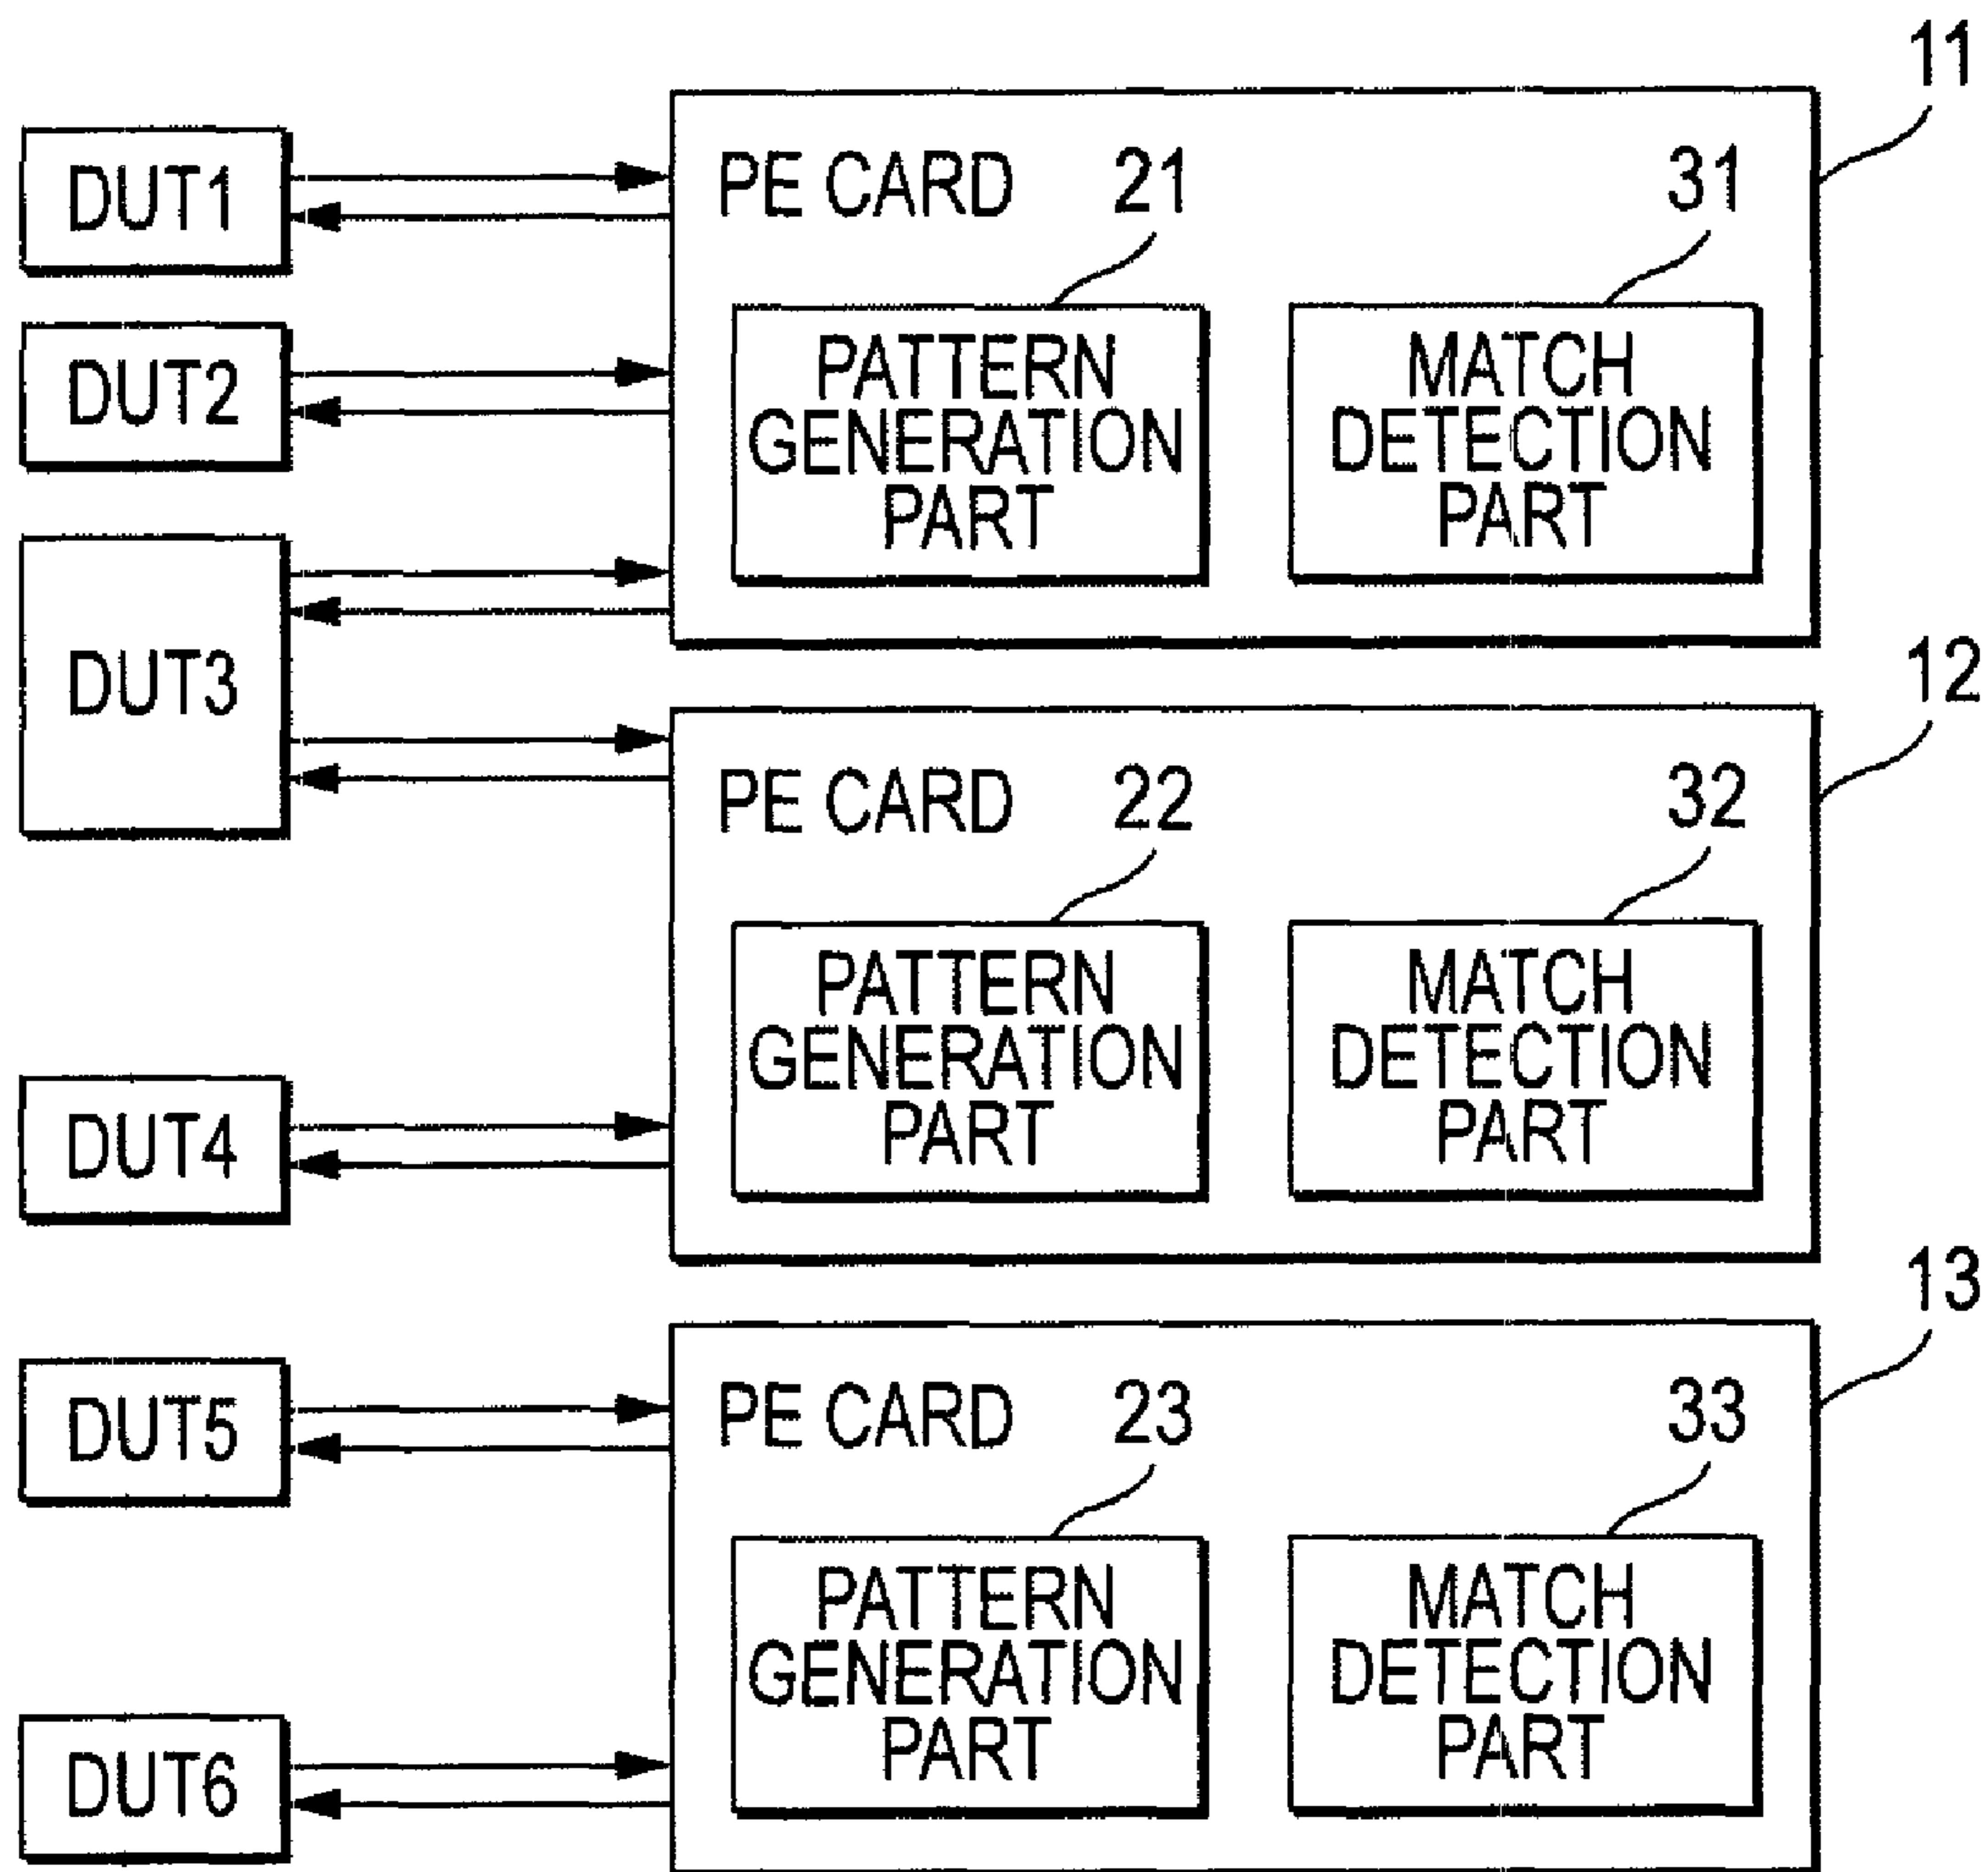 11
DUT1
PE CARD 21 31
DUT2
PATTERN
GENERATION
PART
MATCH
DETECTION
PART
DUT3
12
PE CARD 22 32
PATTERN
GENERATION
PART
MATCH
DETECTION
PART
DUT4
13
DUT5
PE CARD 23 33
PATTERN
GENERATION
PART
MATCH
DETECTION
PART
DUT6